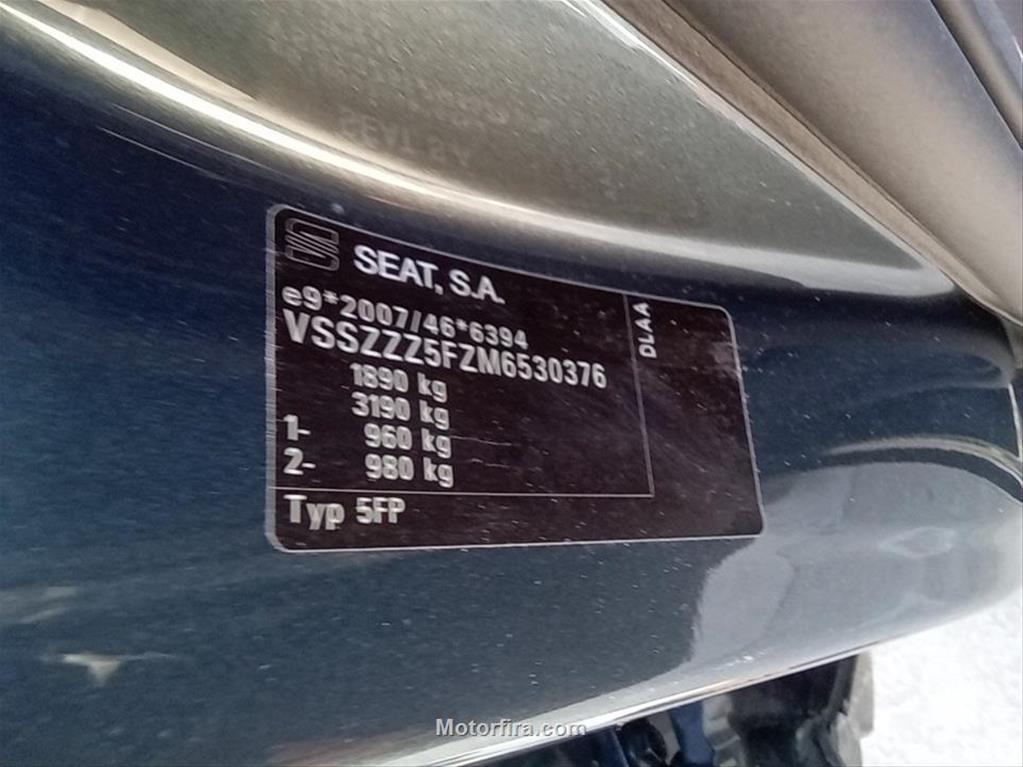 SEAT, S.A.
e9*2007/46*6394
VSSZZZ5FZM6530376
1890 kg
3190 kg
1- 960 kg
2- 980 kg
DLAA
Typ 5FP
Motorfira.com